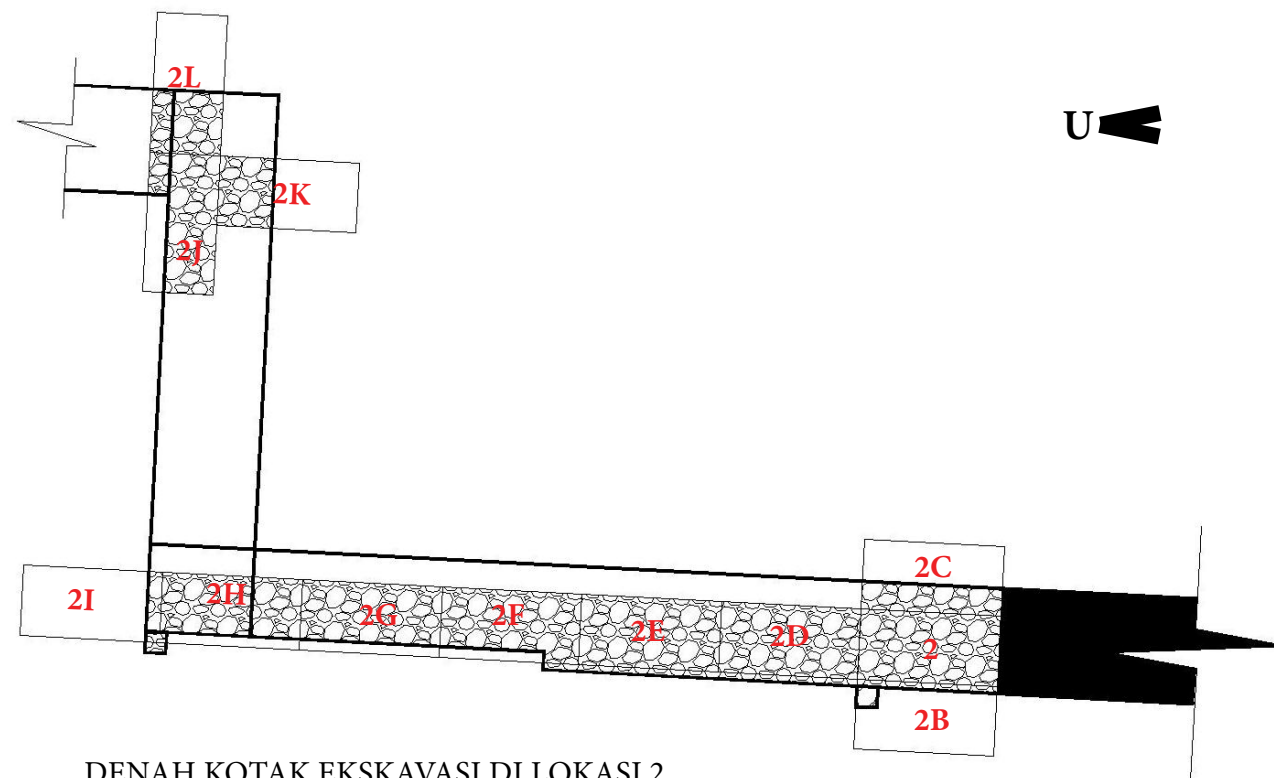 2L
U
2K
2J
2C
2I
2H
2G
2F
2E
2D
2
2B
DENAH KOTAK EKSKAVASI DI LOKASI 2